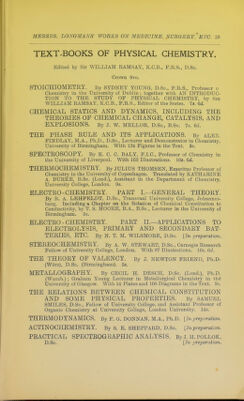 MESSRS. LONGMANS' WORKS ON MEDICINE, SURGERY, ETC. 29
TEXT-BOOKS OF PHYSICAL CHEMISTRY.
Edited by SIR WILLIAM RAMSAY, K.C.B., F.R.S., D.Sc.
Crown 8vo.
STOICHIOMETRY. By SYDNEY YOUNG, D.Sc., F.R.S., Professor
Chemistry in the University of Dublin; together with AN INTRODUC-
TION TO THE STUDY OF PHYSICAL CHEMISTRY, by SIR
WILLIAM RAMSAY, K.C.B., F.R.S., Editor of the Series. 7s. 6d.
CHEMICAL STATICS AND DYNAMICS, INCLUDING THE
THEORIES OF CHEMICAL CHANGE, CATALYSIS, AND
EXPLOSIONS. By J. W. MELLOR, D.Sc., B.Sc. 7s. 6d.
THE PHASE RULE AND ITS APPLICATIONS. By ALEX.
FINDLAY, M.A., Ph.D., D.Sc., Lecturer and Demonstrator in Chemistry,
University of Birmingham. With Figures in the Text. 5s.
SPECTROSCOPY. By E. C. C. BALY, F.I.C., Professor of Chemistry in
the University of Liverpool. With 163 Illustrations. 10s. 6d.
THERMOCHEMISTRY. By JULIUS THOMSEN, Emeritus Professor of
Chemistry in the University of Copenhagen. Translated by KATHARINE
A. BURKE, B.Sc. (Lond.), Assistant in the Department of Chemistry,
University College, London. 9s.
ELECTRO-CHEMISTRY. PART I.—GENERAL THEORY.
By R. A. LEHFELDT, D.Sc., Transvaal University College, Johannes-
burg. Including a Chapter on the Relation of Chemical Constitution to
Conductivity, by T. S. MOORE, B.A., B.Sc., Lecturer in the University of
Birmingham. 5s.
ELECTRO-CHEMISTRY. PART II.—APPLICATIONS TO
ELECTROLYSIS, PRIMARY AND SECONDARY BAT-
TERIES, ETC. By N. T. M. WILSMORE, D.Sc. [In preparation.
STEREOCHEMISTRY. By A. W. STEWART, D.Sc., Carnegie Research
Fellow of University College, London. With 87 Illustrations. 10s. 6d.
THE THEORY OF VALENCY. By J. NEWTON FRIEND, Ph.D.
(Würz), D.Sc. (Birmingham). 5s.
METALLOGRAPHY. By CECIL H. DESCH, D.Sc. (Lond.), Ph.D.
(Wurzb.); Graham Young Lecturer in Metallurgical Chemistry in the
University of Glasgow. With 14 Plates and 108 Diagrams in the Text. 9s.
THE RELATIONS BETWEEN CHEMICAL CONSTITUTION
AND SOME PHYSICAL PROPERTIES. By SAMUEL
SMILES, D.Sc., Fellow of University College, and Assistant Professor of
Organic Chemistry at University College, London University. 14s.
THERMODYNAMICS. By F. G. DONNAN, M.A., Ph.D. [In preparation.
ACTINOCHEMISTRY. By S. E. SHEPPARD, D.Sc. [In preparation.
PRACTICAL SPECTROGRAPHIC ANALYSIS. By J. H. POLLOK,
D.Sc. [In preparation.